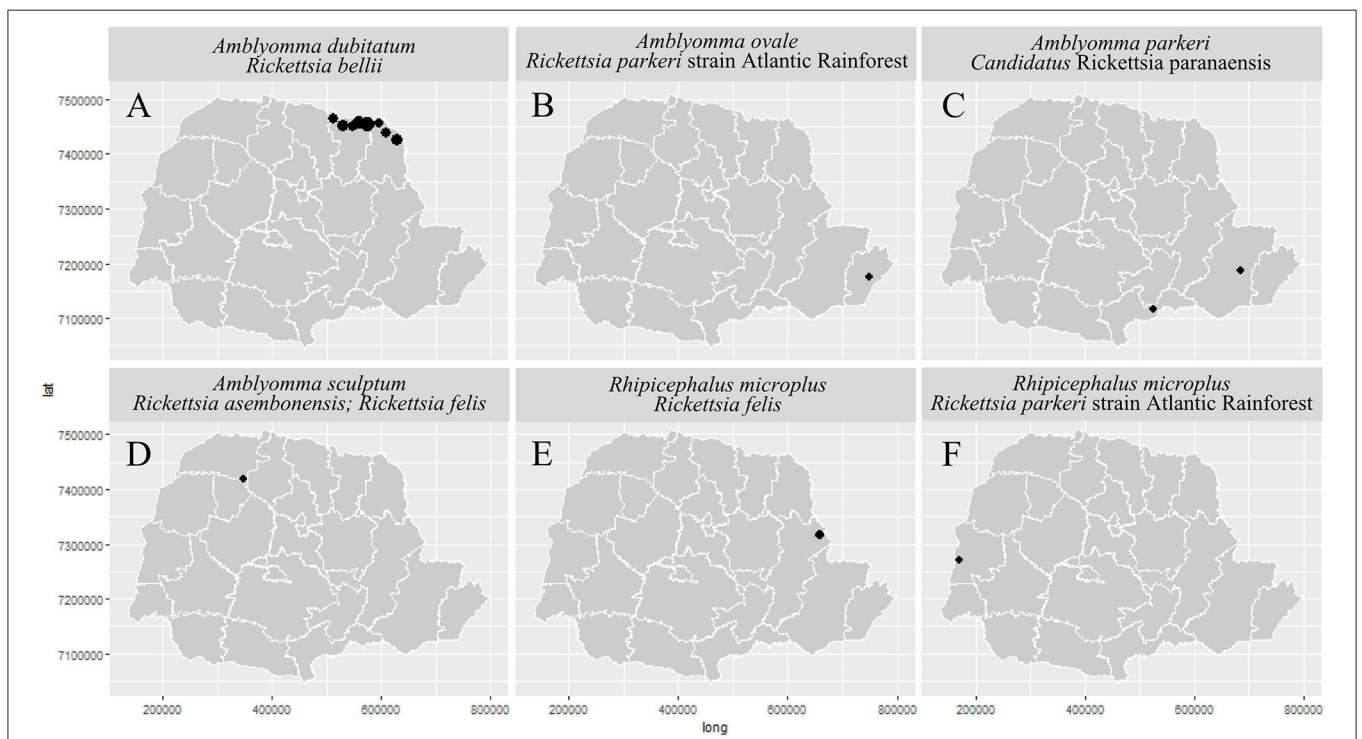 Amblyomma dubitatum
Rickettsia bellii
Amblyomma ovale
Rickettsia parkeri strain Atlantic Rainforest
Amblyomma parkeri
Candidatus Rickettsia paranaensis
A
B
C
7500000
7400000
7300000
7200000
7100000
lat
Amblyomma sculptum
Rickettsia asembonensis; Rickettsia felis
Rhipicephalus microplus
Rickettsia felis
Rhipicephalus microplus
Rickettsia parkeri strain Atlantic Rainforest
D
E
F
7500000
7400000
7300000
7200000
7100000
200000 400000 600000 800000
200000 400000 600000 800000
200000 400000 600000 800000
long